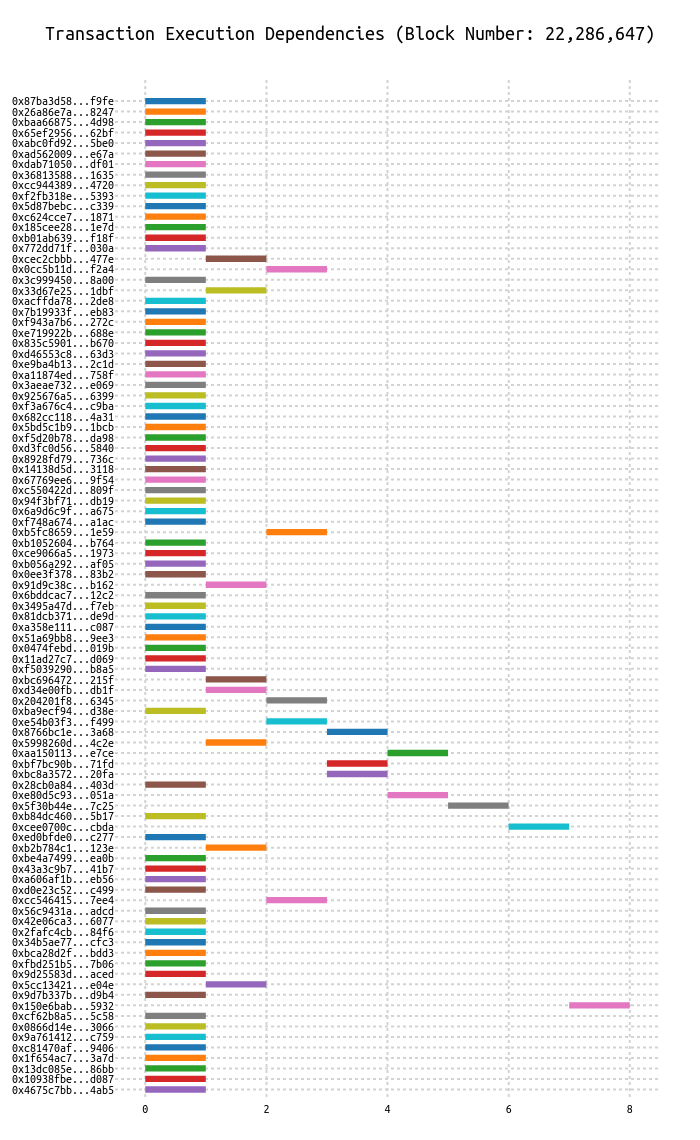 Transaction Execution Dependencies (Block Number: 22,286,647)
0x87ba3d58...f9fe
0x26a86e7a...8247
0xbaa66875...4d98
0x65ef2956...62bf
0xabc0fd92...5be0
0xad562009...e67a
0xdab71050...df01
0x36813588...1635
0xcc944389...4720
0xf2fb318e...5393
0x5d87bebc...c339
0xc624cce7...1871
0x185cee28...1e7d
0xb01ab639...f18f
0x772dd71f...030a
0xcec2cbbb...477e
0x0cc5b11d...f2a4
0x3c999450...8a00
0x33d67e25...1dbf
0xacffda78...2de8
0x7b19933f...eb83
0xf943a7b6...272c
0xe719922b...688e
0x835c5901...b670
0xd46553c8...63d3
0xe9ba4b13...2c1d
0xa11874ed...758f
0x3aeae732...e069
0x925676a5...6399
0xf3a676c4...c9ba
0x682cc118...4a31
0x5bd5c1b9...1bcb
0xf5d20b78...da98
0xd3fc0d56...5840
0x8928fd79...736c
0x14138d5d...3118
0x67769ee6...9f54
0xc550422d...809f
0x94f3bf71...db19
0x6a9d6c9f...a675
0xf748a674...a1ac
0xb5fc8659...1e59
0xb1052604...b764
0xce9066a5...1973
0xb056a292...af05
0x0ee3f378...83b2
0x91d9c38c...b162
0x6bddcac7...12c2
0x3495a47d...f7eb
0x81dcb371...de9d
0xa358e111...c087
0x51a69bb8...9ee3
0x0474febd...019b
0x11ad27c7...d069
0xf5039290...b8a5
0xbc696472...215f
0xd34e00fb...db1f
0x204201f8...6345
0xba9ecf94...d38e
0xe54b03f3...f499
0x8766bc1e...3a68
0x5998260d...4c2e
0xaa150113...e7ce
0xbf7bc90b...71fd
0xbc8a3572...20fa
0x28cb0a84...403d
0xe80d5c93...051a
0x5f30b44e...7c25
0xb84dc460...5b17
0xcee0700c...cbda
0xed0bfde0...c277
0xb2b784c1...123e
0xbe4a7499...ea0b
0x43a3c9b7...41b7
0xa606af1b...eb56
0xd0e23c52...c499
0xcc546415...7ee4
0x56c9431a...adcd
0x42e06ca3...6077
0x2fafc4cb...84f6
0x34b5ae77...cfc3
0xbca28d2f...bdd3
0xfbd251b5...7b06
0x9d25583d...aced
0x5cc13421...e04e
0x9d7b337b...d9b4
0x150e6bab...5932
0xcf62b8a5...5c58
0x0866d14e...3066
0x9a761412...c759
0xc81470af...9406
0x1f654ac7...3a7d
0x13dc085e...86bb
0x10938fbe...d087
0x4675c7bb...4ab5
0 2 4 6 8